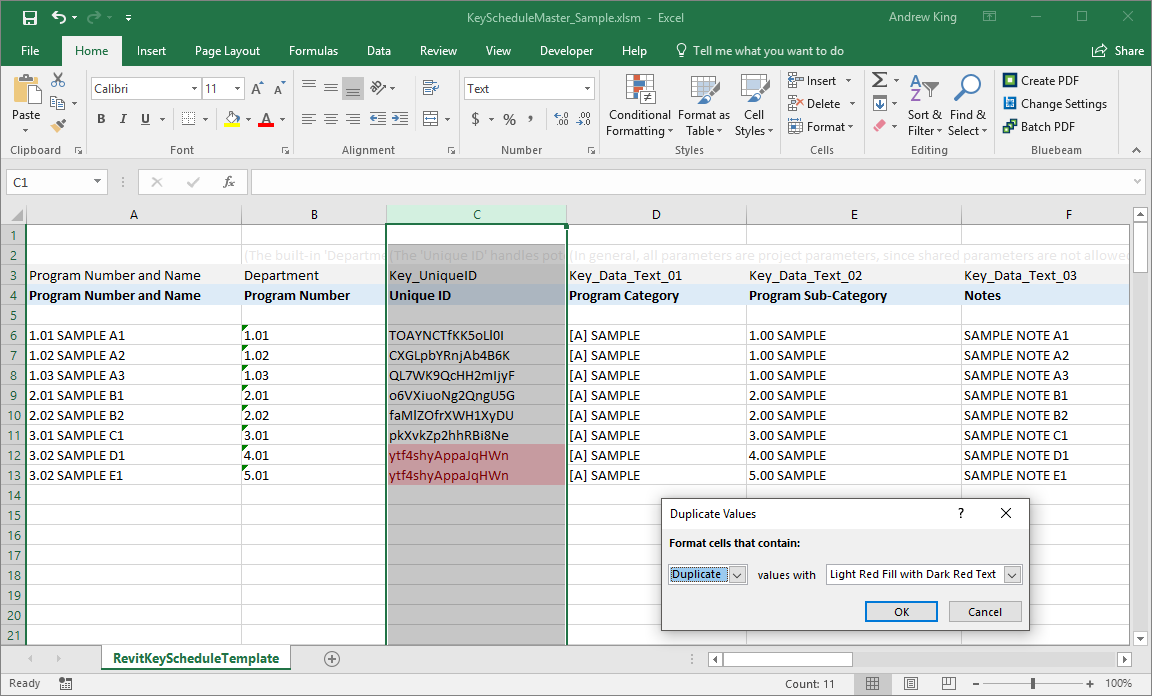 KeyScheduleMaster_Sample.xlsm - Excel
Andrew King
File Home Insert Page Layout Formulas Data Review View Developer Help Tell me what you want to do Share
Paste
Clipboard
Calibri 11
B I U A
Font
Alignment
Text
$ % ,
Number
Conditional Formatting
Format as Table
Cell Styles
Styles
Insert
Delete
Format
Cells
Sort & Filter
Find & Select
Editing
Create PDF
Change Settings
Batch PDF
Bluebeam
C1 fx
A B C D E F
1
2 (The built-in 'Departme (The 'Unique ID' handles pote (In general, all parameters are project parameters, since shared parameters are not allowed
3 Program Number and Name Department Key_UniqueID Key_Data_Text_01 Key_Data_Text_02 Key_Data_Text_03
4 Program Number and Name Program Number Unique ID Program Category Program Sub-Category Notes
5
6 1.01 SAMPLE A1 1.01 TOAYNCTfKK5oLl0I [A] SAMPLE 1.00 SAMPLE SAMPLE NOTE A1
7 1.02 SAMPLE A2 1.02 CXGLpbYRnjAb4B6K [A] SAMPLE 1.00 SAMPLE SAMPLE NOTE A2
8 1.03 SAMPLE A3 1.03 QL7WK9QcHH2mIjyF [A] SAMPLE 1.00 SAMPLE SAMPLE NOTE A3
9 2.01 SAMPLE B1 2.01 o6VXiuoNg2QngU5G [A] SAMPLE 2.00 SAMPLE SAMPLE NOTE B1
10 2.02 SAMPLE B2 2.02 faMlZOfrXWH1XyDU [A] SAMPLE 2.00 SAMPLE SAMPLE NOTE B2
11 3.01 SAMPLE C1 3.01 pkXvkZp2hhRBi8Ne [A] SAMPLE 3.00 SAMPLE SAMPLE NOTE C1
12 3.02 SAMPLE D1 4.01 ytf4shyAppaJqHWn [A] SAMPLE 4.00 SAMPLE SAMPLE NOTE D1
13 3.02 SAMPLE E1 5.01 ytf4shyAppaJqHWn [A] SAMPLE 5.00 SAMPLE SAMPLE NOTE E1
14
15
16
17
18
19
20
21
Duplicate Values ?
Format cells that contain:
Duplicate values with Light Red Fill with Dark Red Text
OK Cancel
RevitKeyScheduleTemplate
Ready Count: 11 100%